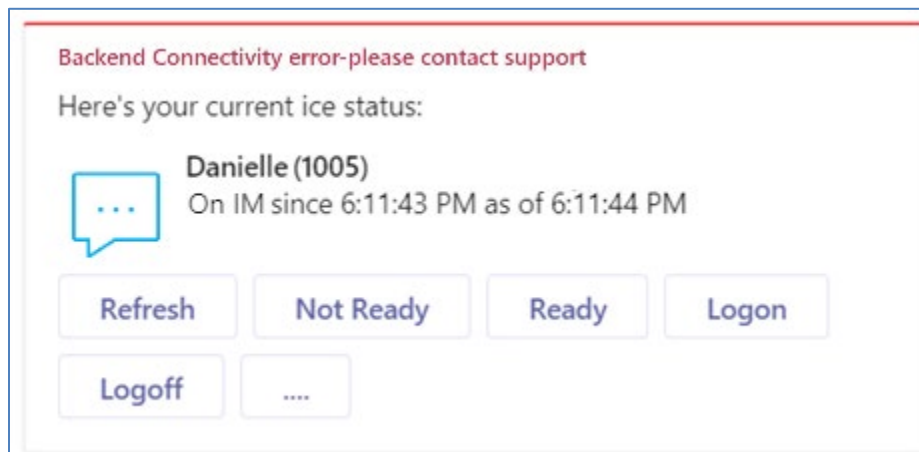 Backend Connectivity error-please contact support
Here's your current ice status:
Danielle (1005)
On IM since 6:11:43 PM as of 6:11:44 PM
Refresh Not Ready Ready Logon
Logoff ....